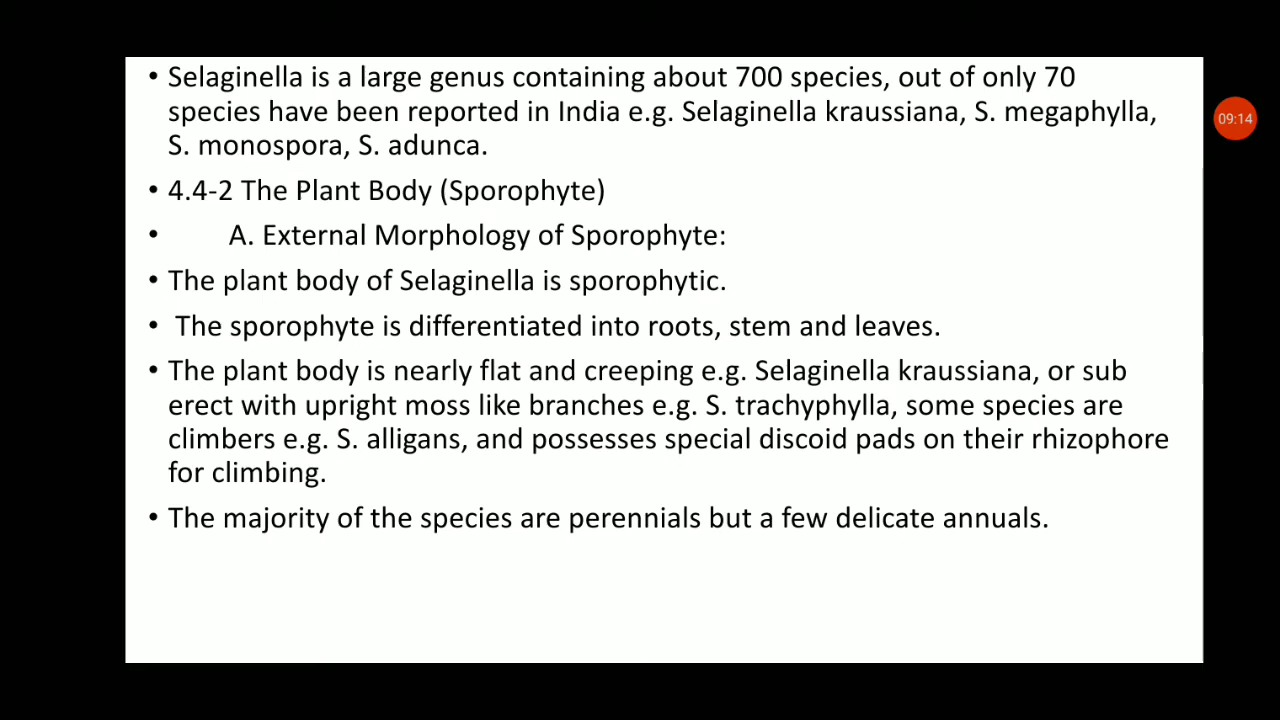 • Selaginella is a large genus containing about 700 species, out of only 70
species have been reported in India e.g. Selaginella kraussiana, S. megaphylla,
S. monospora, S. adunca.
• 4.4-2 The Plant Body (Sporophyte)
• A. External Morphology of Sporophyte:
• The plant body of Selaginella is sporophytic.
• The sporophyte is differentiated into roots, stem and leaves.
• The plant body is nearly flat and creeping e.g. Selaginella kraussiana, or sub
erect with upright moss like branches e.g. S. trachyphylla, some species are
climbers e.g. S. alligans, and possesses special discoid pads on their rhizophore
for climbing.
• The majority of the species are perennials but a few delicate annuals.
09:14